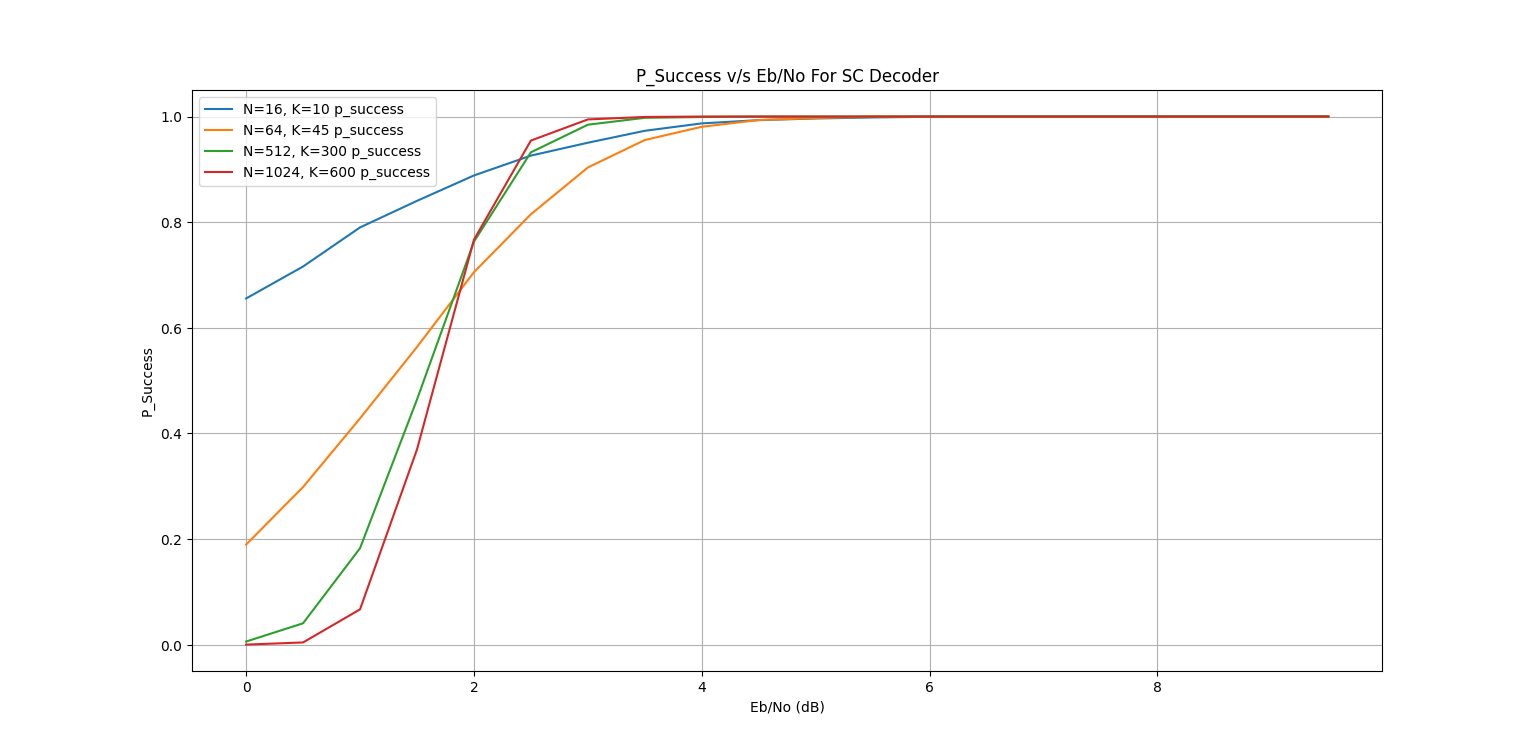 P_Success v/s Eb/No For SC Decoder
N=16, K=10 p_success
N=64, K=45 p_success
N=512, K=300 p_success
N=1024, K=600 p_success
1.0
0.8
0.6
0.4
0.2
0.0
P_Success
0 2 4 6 8
Eb/No (dB)